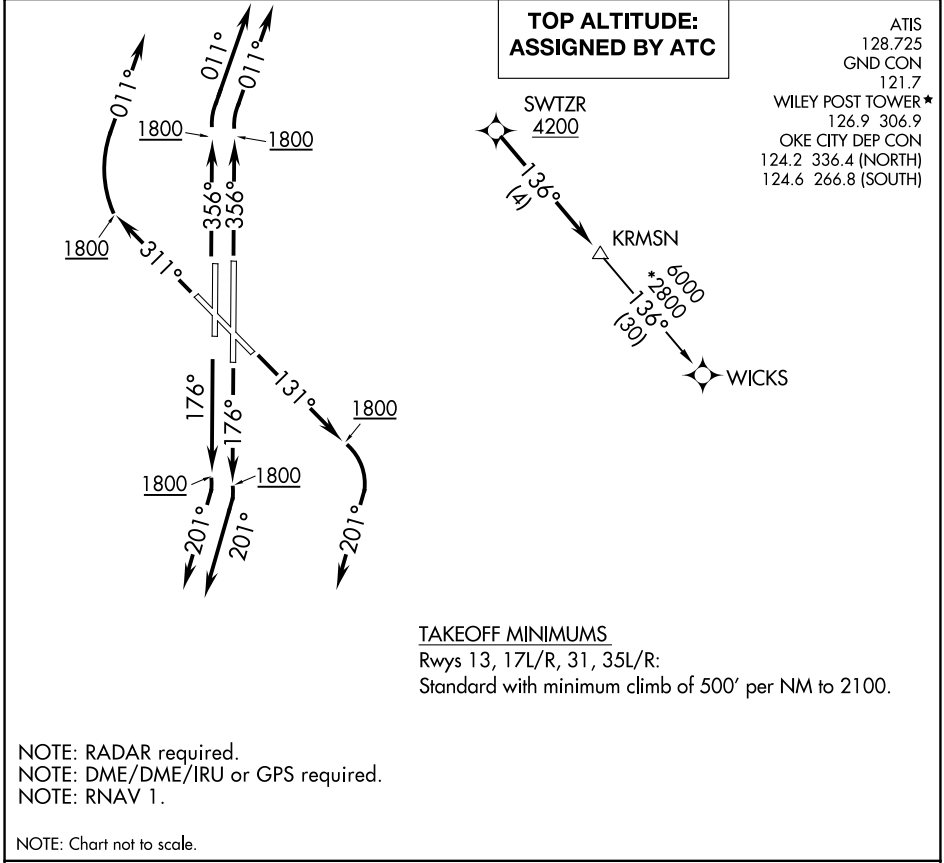 TOP ALTITUDE:
ASSIGNED BY ATC
ATIS
128.725
GND CON
121.7
WILEY POST TOWER★
126.9 306.9
OKE CITY DEP CON
124.2 336.4 (NORTH)
124.6 266.8 (SOUTH)
011°
011°
011°
1800
1800
356°
356°
1800
311°
SWTZR
4200
136°
(4)
KRMSN
6000
*2800
136°
(30)
WICKS
131°
176°
176°
1800
1800
1800
201°
201°
201°
TAKEOFF MINIMUMS
Rwys 13, 17L/R, 31, 35L/R:
Standard with minimum climb of 500' per NM to 2100.
NOTE: RADAR required.
NOTE: DME/DME/IRU or GPS required.
NOTE: RNAV 1.
NOTE: Chart not to scale.